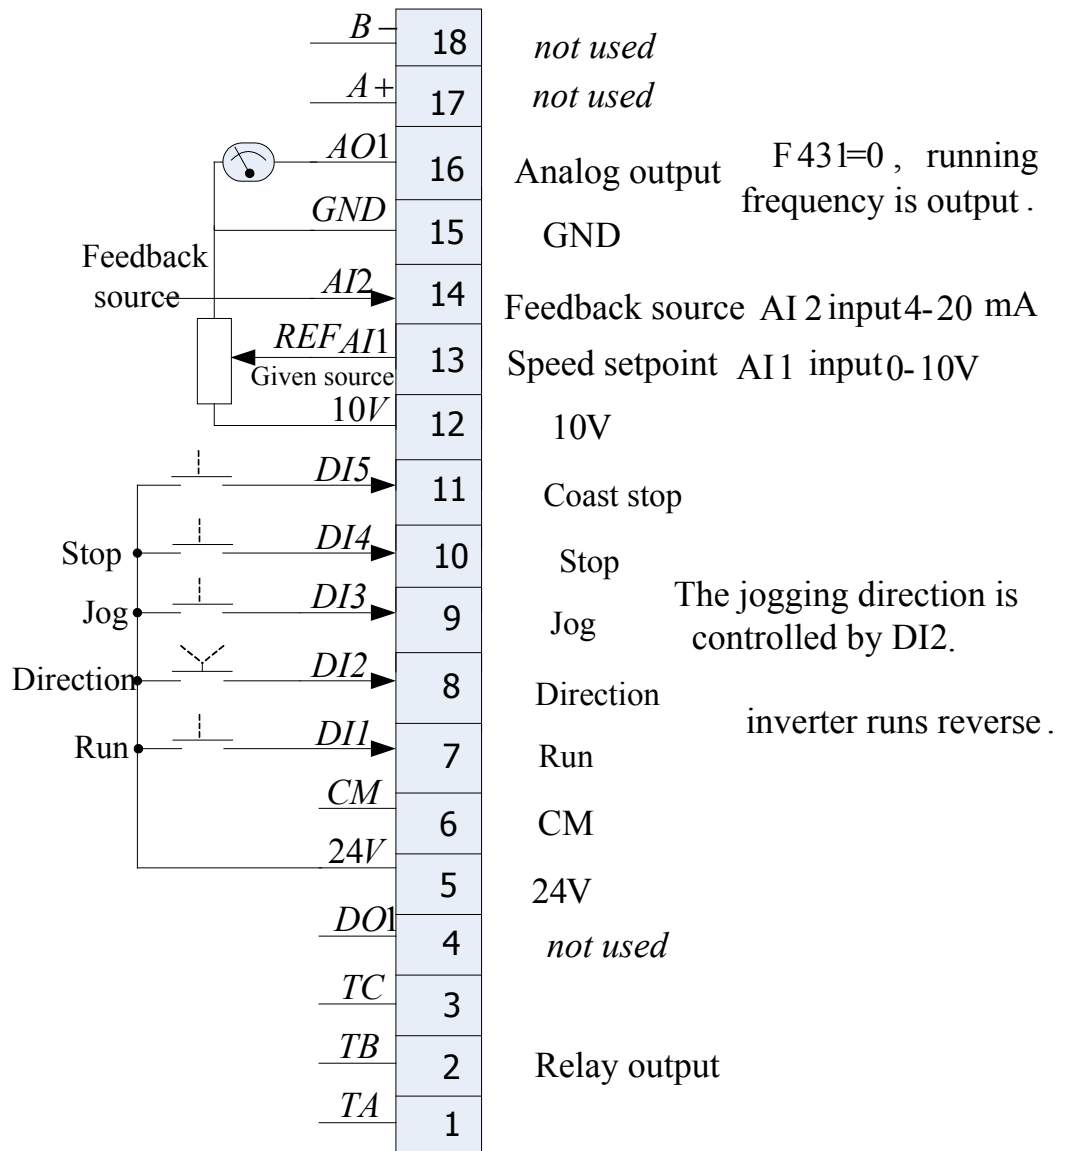 B – 18 not used
A + 17 not used
AO1 16 Analog output F431=0 , running
frequency is output .
GND 15 GND
Feedback
source AI2 14 Feedback source AI 2 input 4-20 mA
REF AI1 13 Speed setpoint AI 1 input 0-10V
Given source
10V 12 10V
DI5 11 Coast stop
Stop DI4 10 Stop
Jog DI3 9 Jog The jogging direction is
controlled by DI2.
Direction DI2 8 Direction
inverter runs reverse .
Run DI1 7 Run
CM 6 CM
24V 5 24V
DO1 4 not used
TC 3
TB 2 Relay output
TA 1